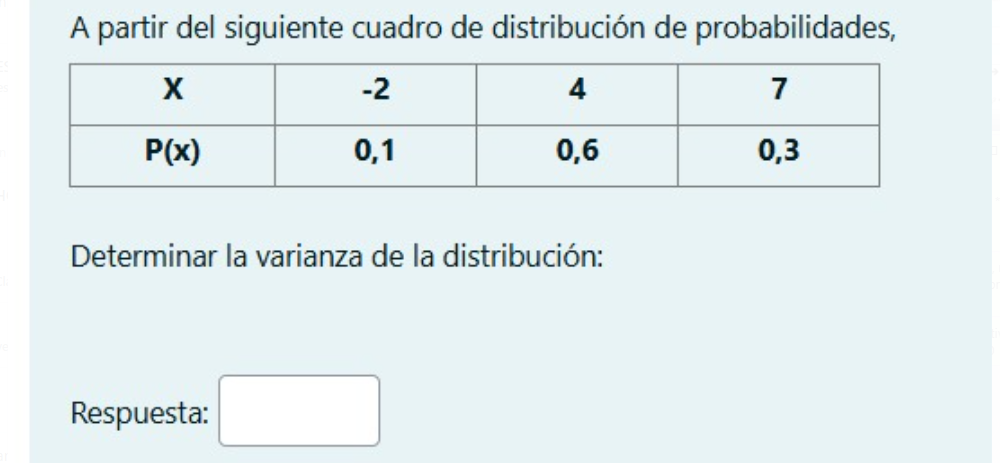 A partir del siguiente cuadro de distribución de probabilidades,
X -2 4 7
P(x) 0,1 0,6 0,3
Determinar la varianza de la distribución:
Respuesta: